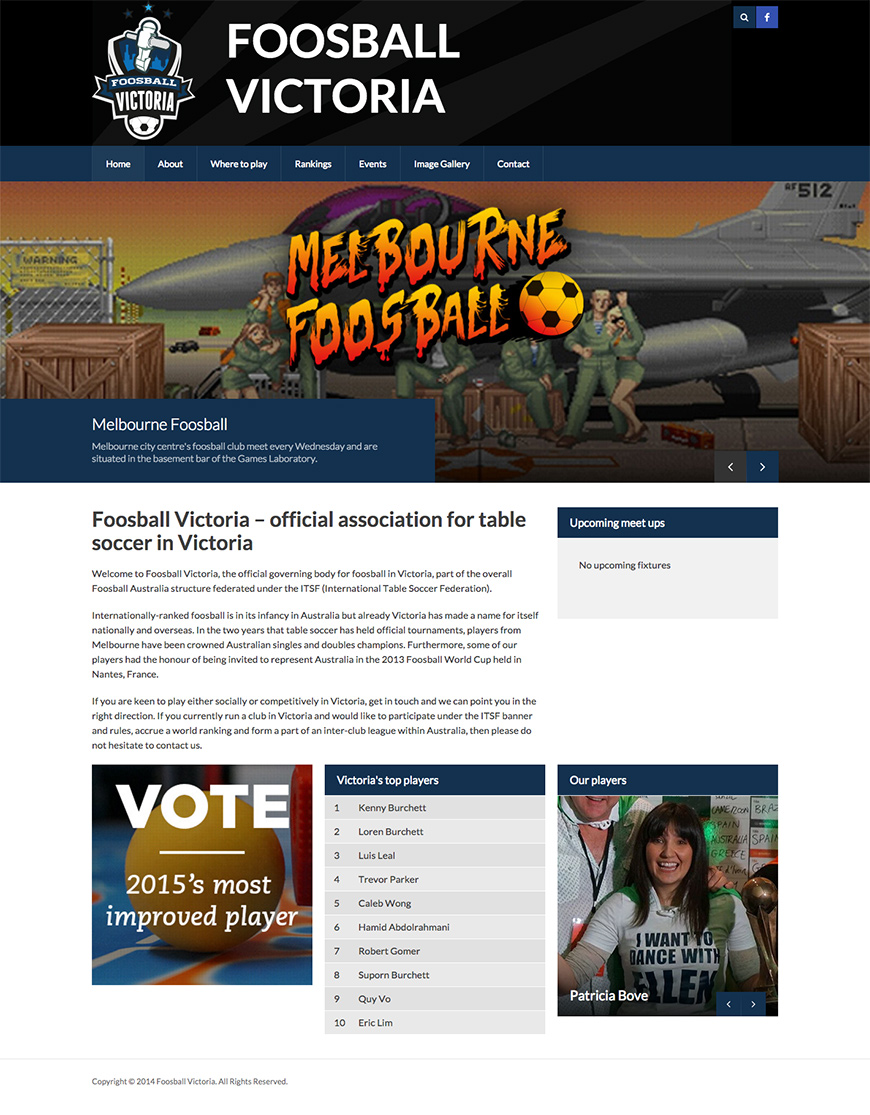 FOOSBALL
VICTORIA
FOOSBALL
VICTORIA
f
Home
About
Where to play
Rankings
Events
Image Gallery
Contact
RF 512
WARNING
MELBOURNE
FOOSBALL
Melbourne Foosball
Melbourne city centre's foosball club meet every Wednesday and are
situated in the basement bar of the Games Laboratory.
Foosball Victoria – official association for table
soccer in Victoria
Welcome to Foosball Victoria, the official governing body for foosball in Victoria, part of the overall
Foosball Australia structure federated under the ITSF (International Table Soccer Federation).
Internationally-ranked foosball is in its infancy in Australia but already Victoria has made a name for itself
nationally and overseas. In the two years that table soccer has held official tournaments, players from
Melbourne have been crowned Australian singles and doubles champions. Furthermore, some of our
players had the honour of being invited to represent Australia in the 2013 Foosball World Cup held in
Nantes, France.
If you are keen to play either socially or competitively in Victoria, get in touch and we can point you in the
right direction. If you currently run a club in Victoria and would like to participate under the ITSF banner
and rules, accrue a world ranking and form a part of an inter-club league within Australia, then please do
not hesitate to contact us.
Upcoming meet ups
No upcoming fixtures
VOTE
2015's most
improved player
Victoria's top players
1 Kenny Burchett
2 Loren Burchett
3 Luis Leal
4 Trevor Parker
5 Caleb Wong
6 Hamid Abdolrahmani
7 Robert Gomer
8 Suporn Burchett
9 Quy Vo
10 Eric Lim
Our players
CAMEROON
SPAIN
AUSTRALIA
GREECE
BRAZ
SPAIN
I WANT TO
DANCE WITH
ELLEN
Patricia Bove
Copyright © 2014 Foosball Victoria. All Rights Reserved.